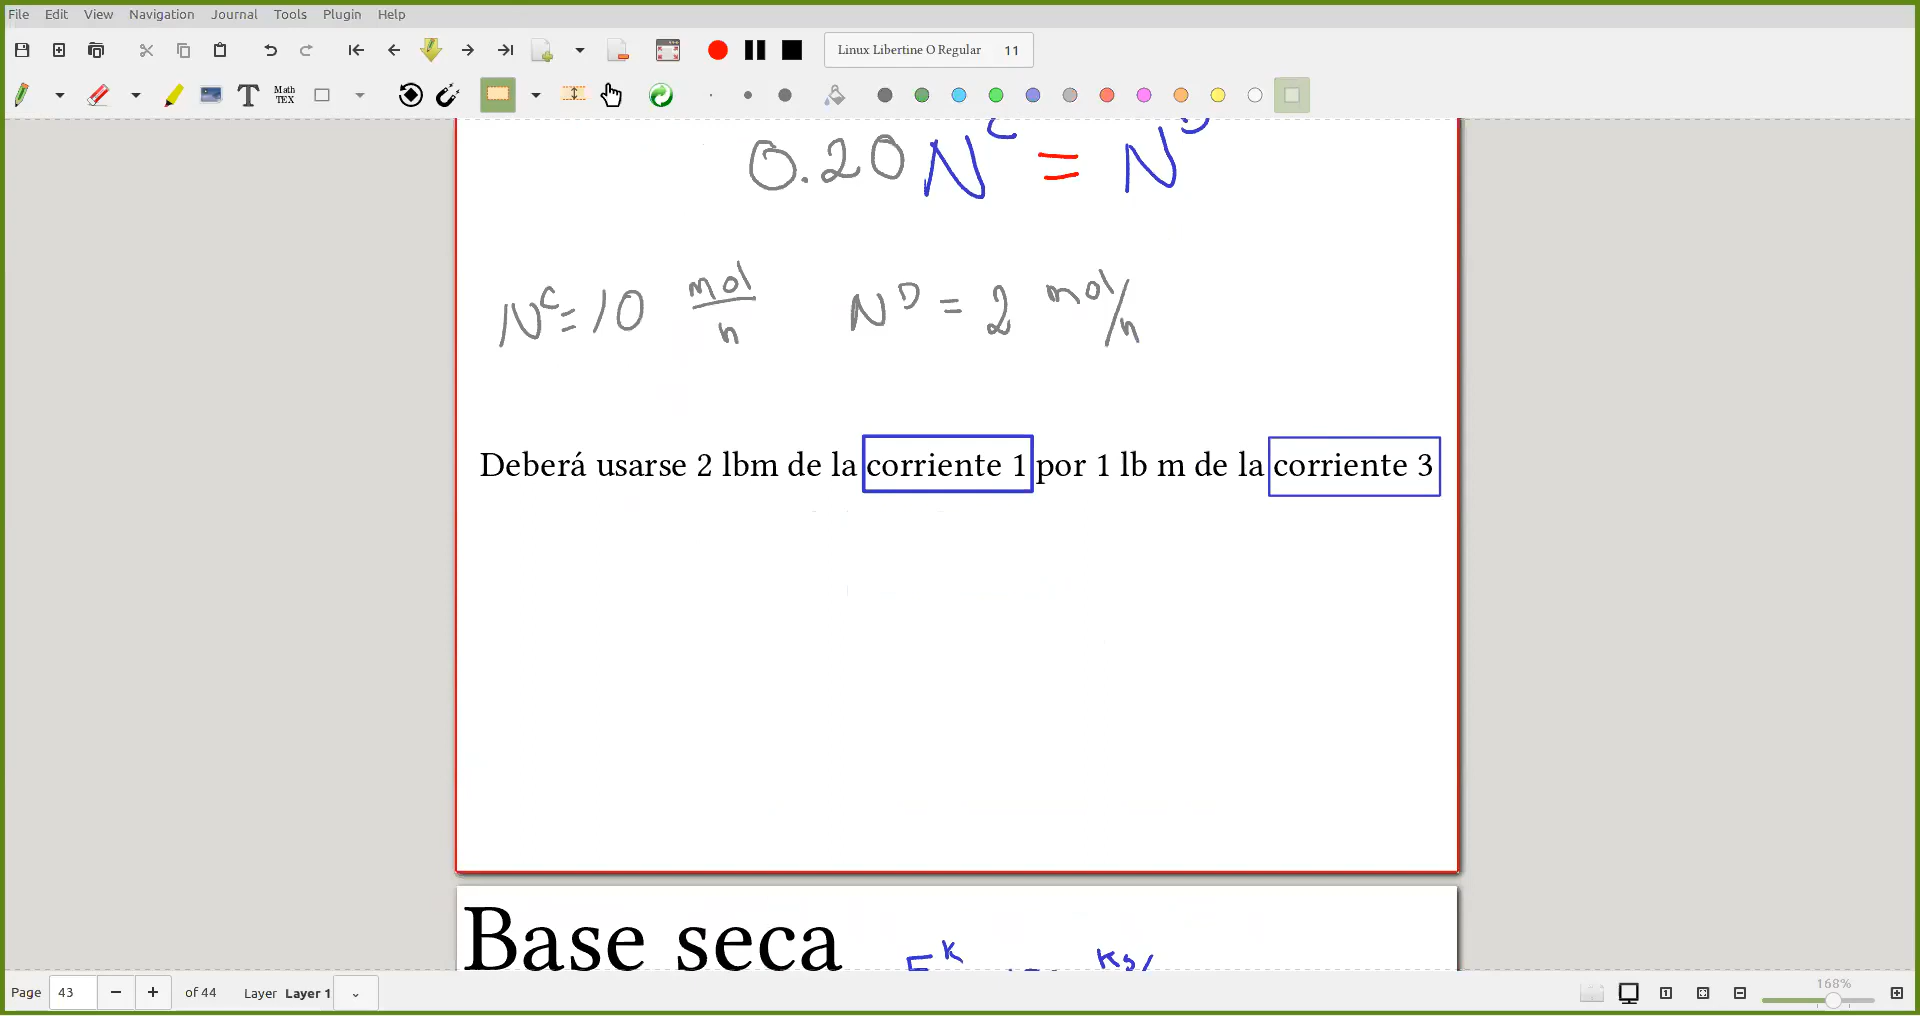 File Edit View Navigation Journal Tools Plugin Help
Linux Libertine O Regular 11
T Math TEX
0.20 N = N
N^C = 10 mol/h N^D = 2 mol/h
Deberá usarse 2 lbm de la corriente 1 por 1 lb m de la corriente 3
Base seca
Page 43 − + of 44 Layer Layer 1 168%